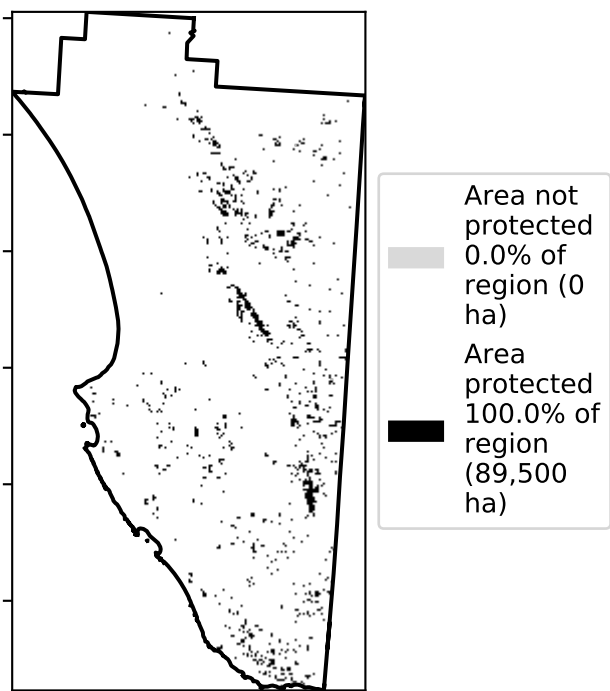 Area not
protected
0.0% of
region (0
ha)
Area
protected
100.0% of
region
(89,500
ha)